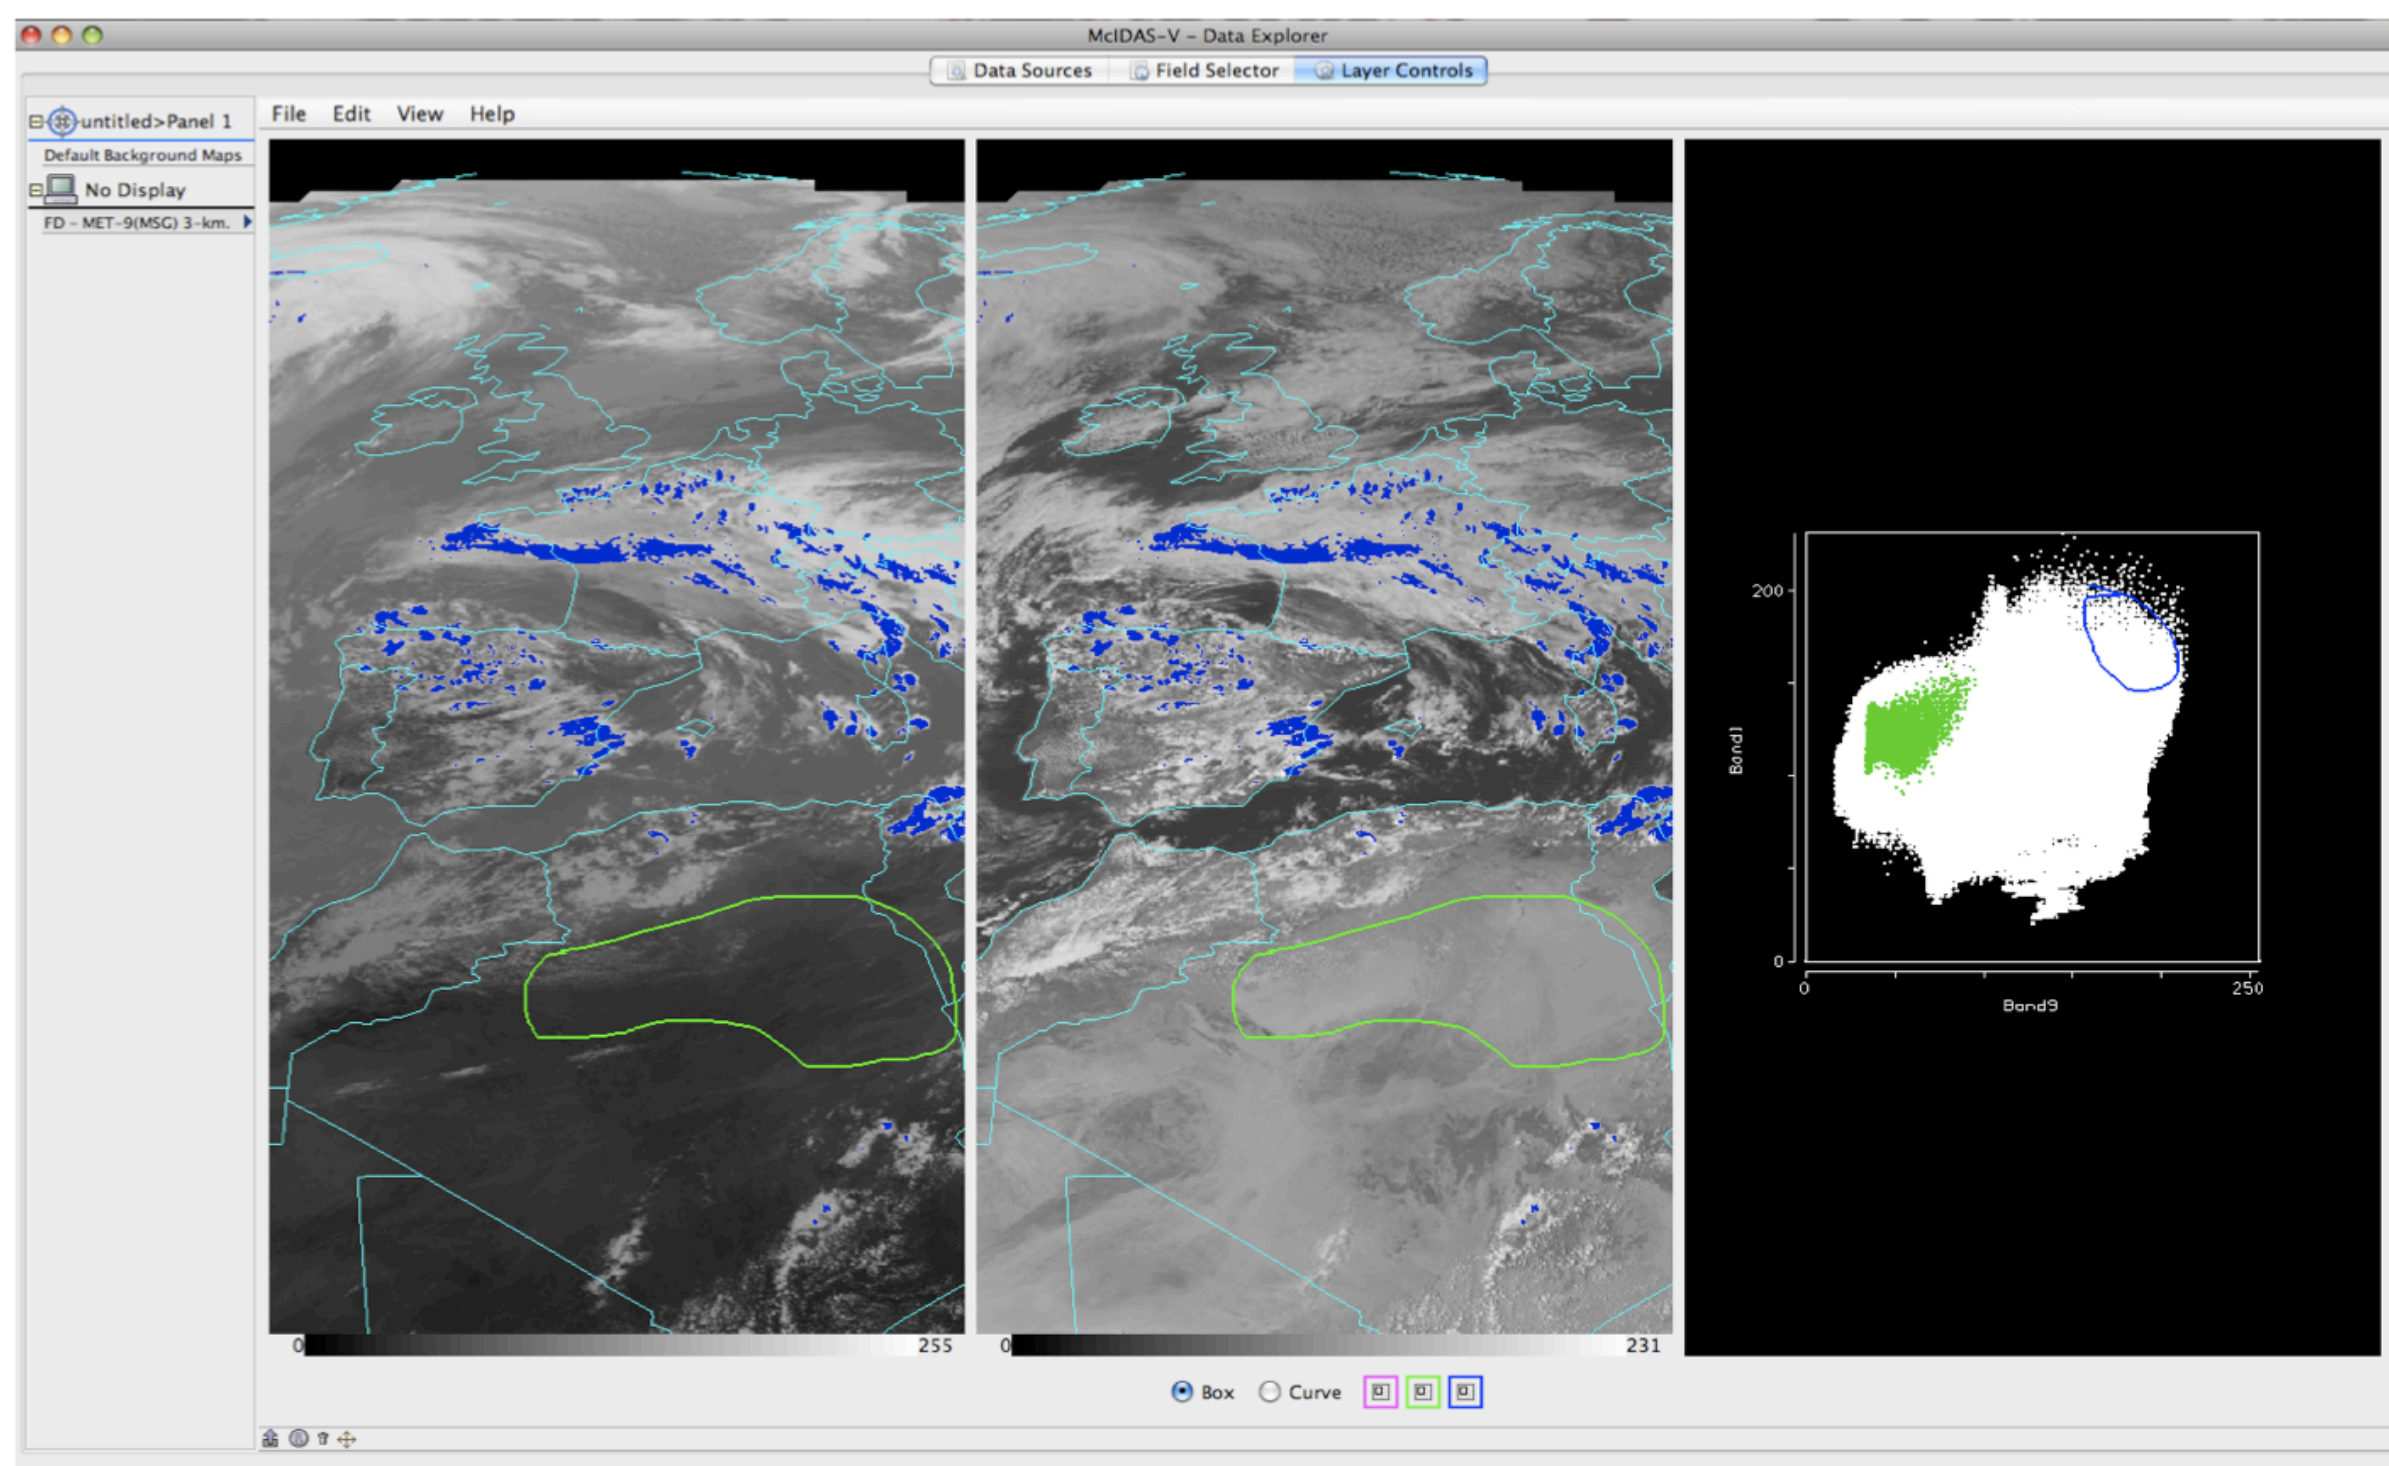 McIDAS-V - Data Explorer
Data Sources Field Selector Layer Controls
untitled>Panel 1
Default Background Maps
No Display
FD - MET-9(MSG) 3-km.
File Edit View Help
0 255
0 231
200
Band1
0
0 250
Band9
Box Curve